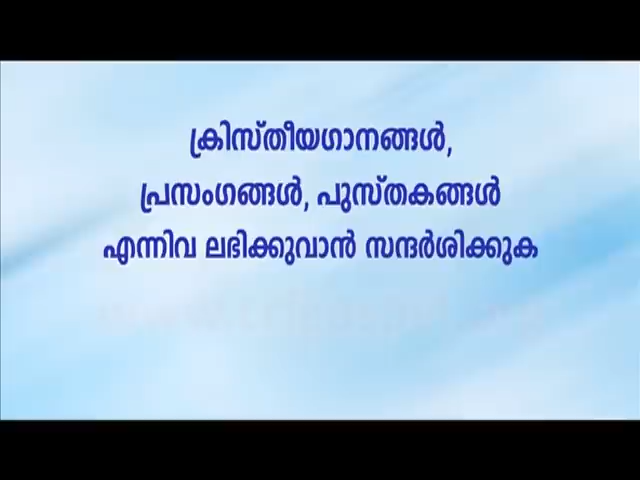 ക്രിസ്തീയഗാനങ്ങൾ,
പ്രസംഗങ്ങൾ, പുസ്തകങ്ങൾ
എന്നിവ ലഭിക്കുവാൻ സന്ദർശിക്കുക